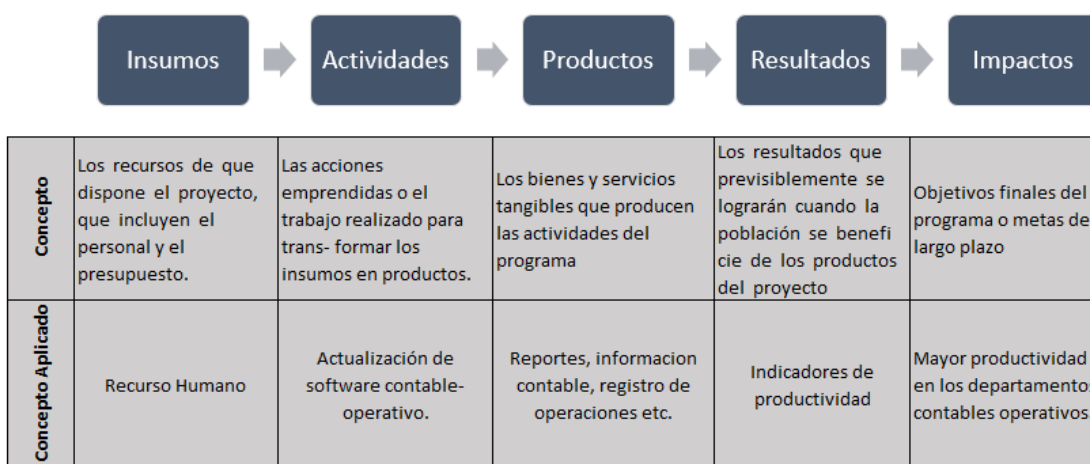 Insumos
Actividades
Productos
Resultados
Impactos
Concepto
Los recursos de que
dispone el proyecto,
que incluyen el
personal y el
presupuesto.
Las acciones
emprendidas o el
trabajo realizado para
trans- formar los
insumos en productos.
Los bienes y servicios
tangibles que producen
las actividades del
programa
Los resultados que
previsiblemente se
lograrán cuando la
población se benefi
cie de los productos
del proyecto
Objetivos finales del
programa o metas de
largo plazo
Concepto Aplicado
Recurso Humano
Actualización de
software contable-
operativo.
Reportes, informacion
contable, registro de
operaciones etc.
Indicadores de
productividad
Mayor productividad
en los departamentos
contables operativos